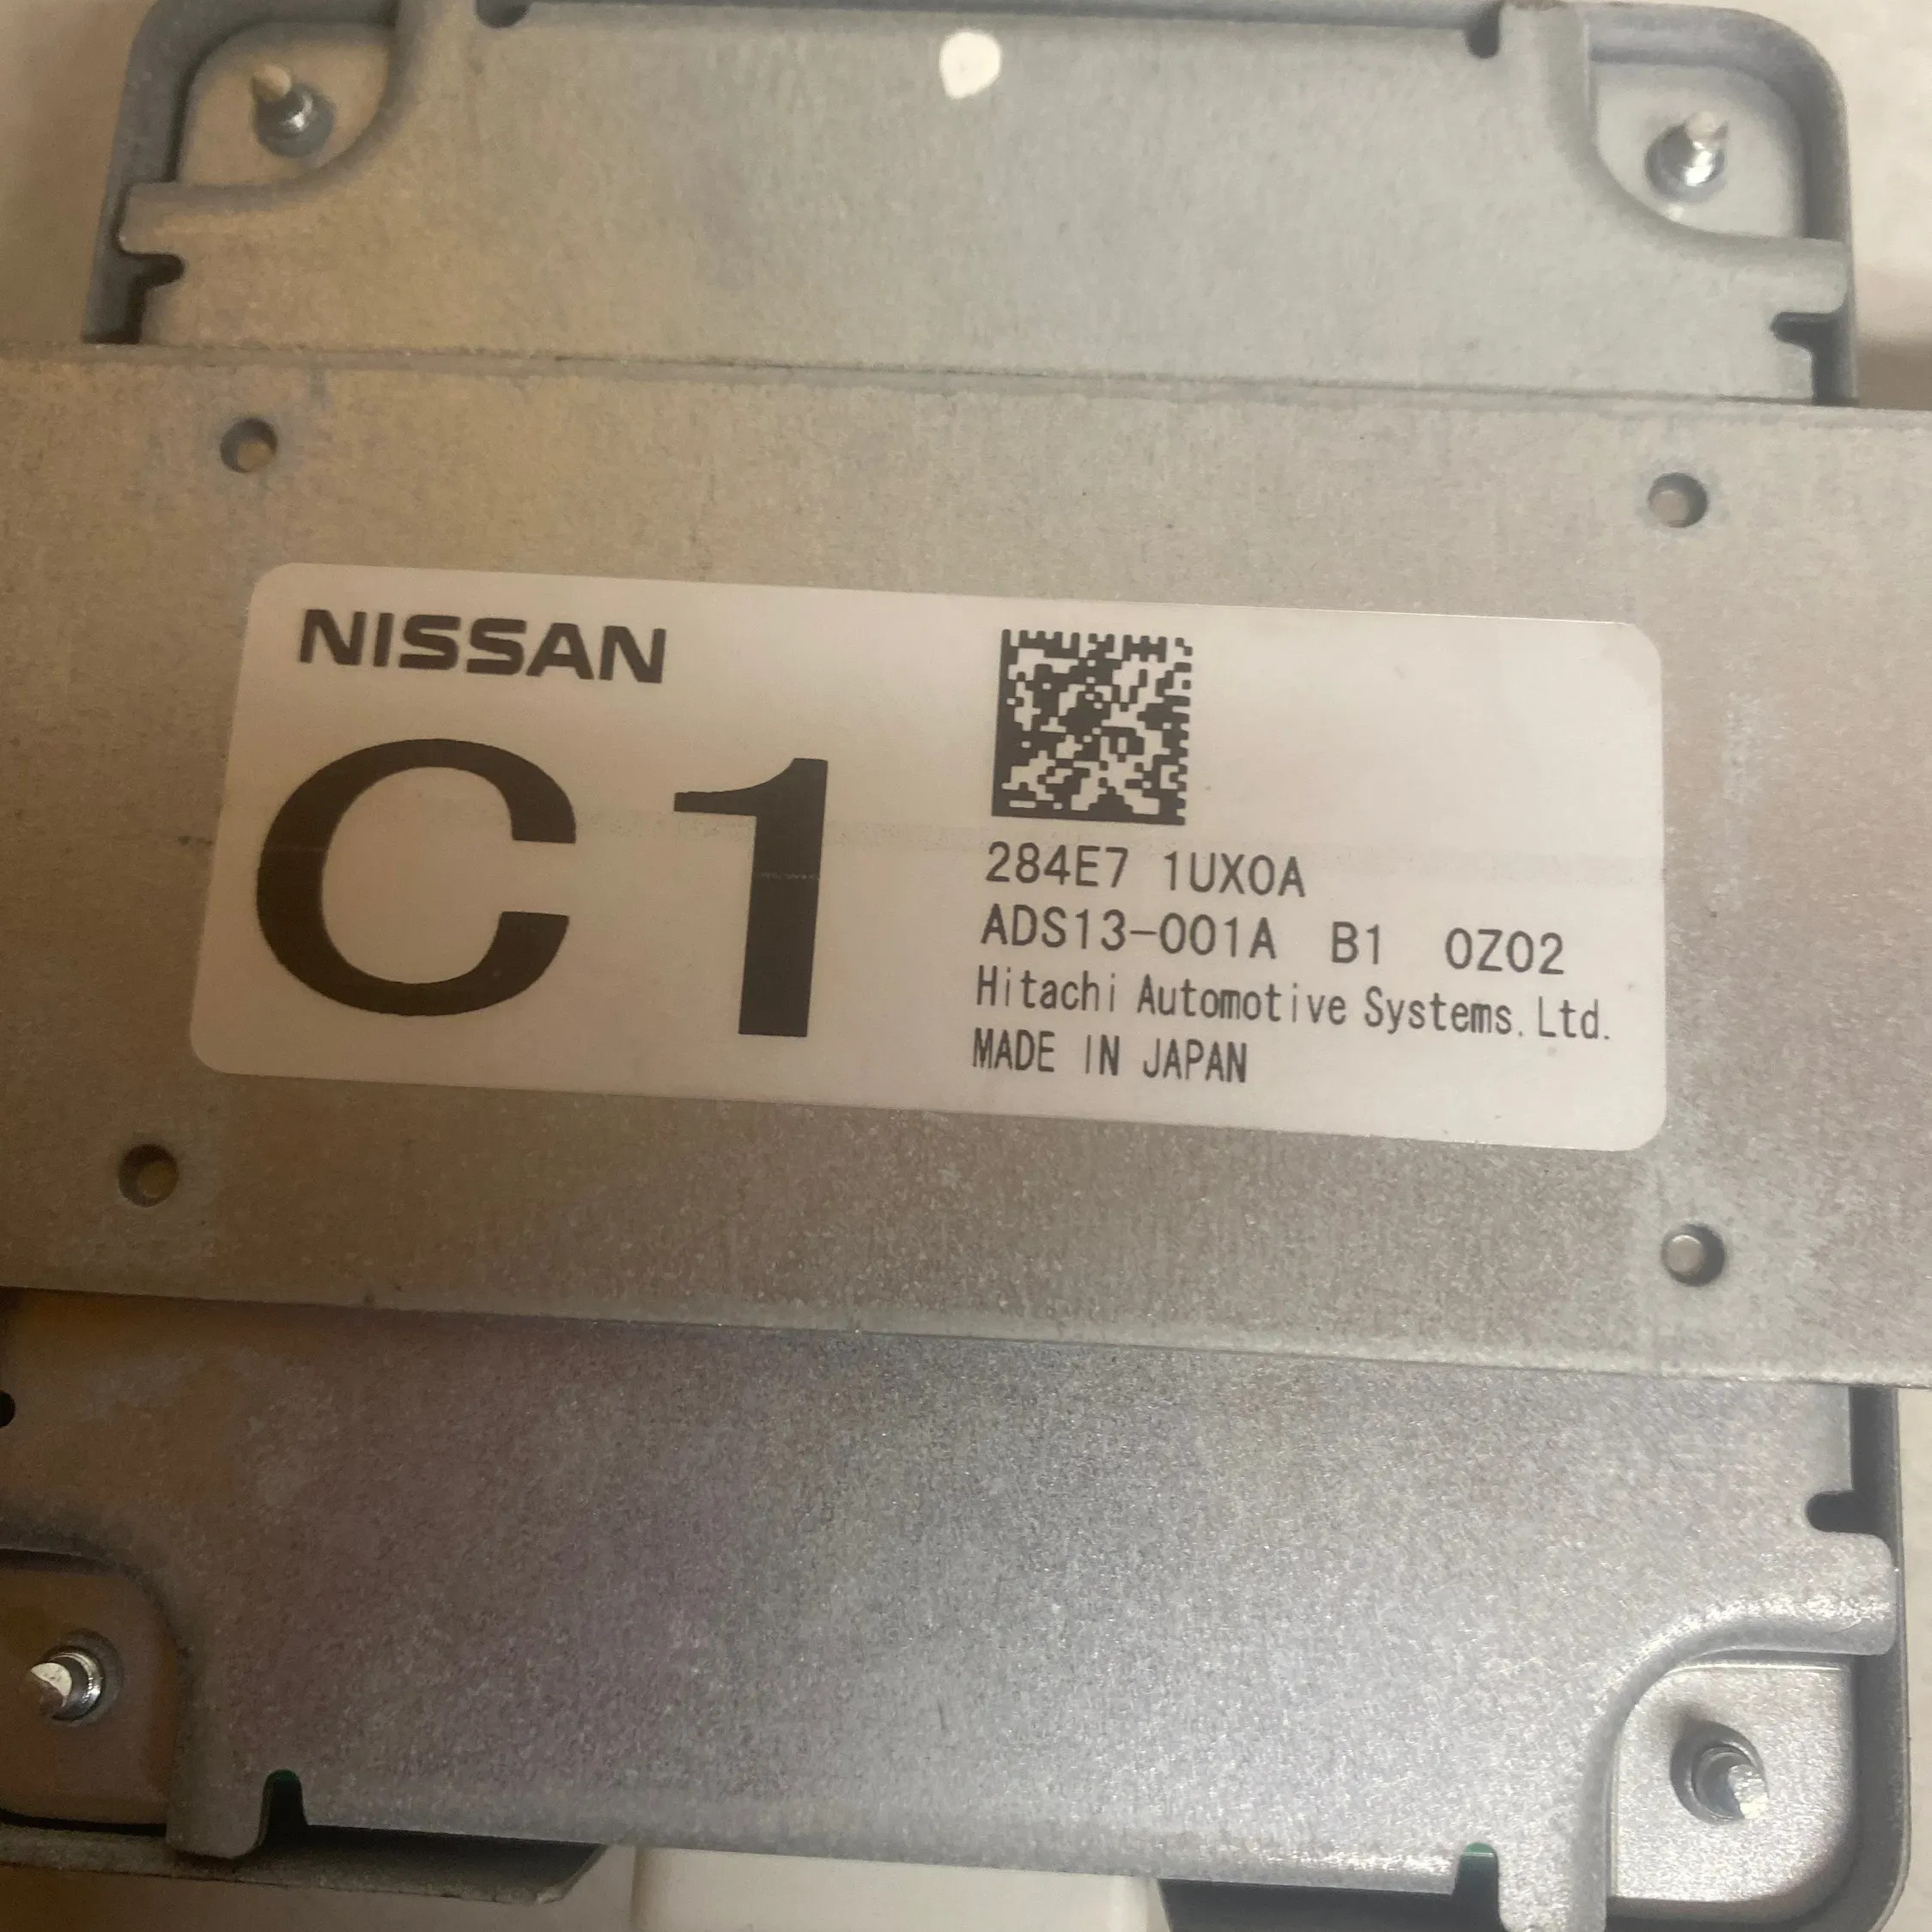 NISSAN
C1
284E7 1UX0A
ADS13-001A B1 0Z02
Hitachi Automotive Systems.Ltd.
MADE IN JAPAN